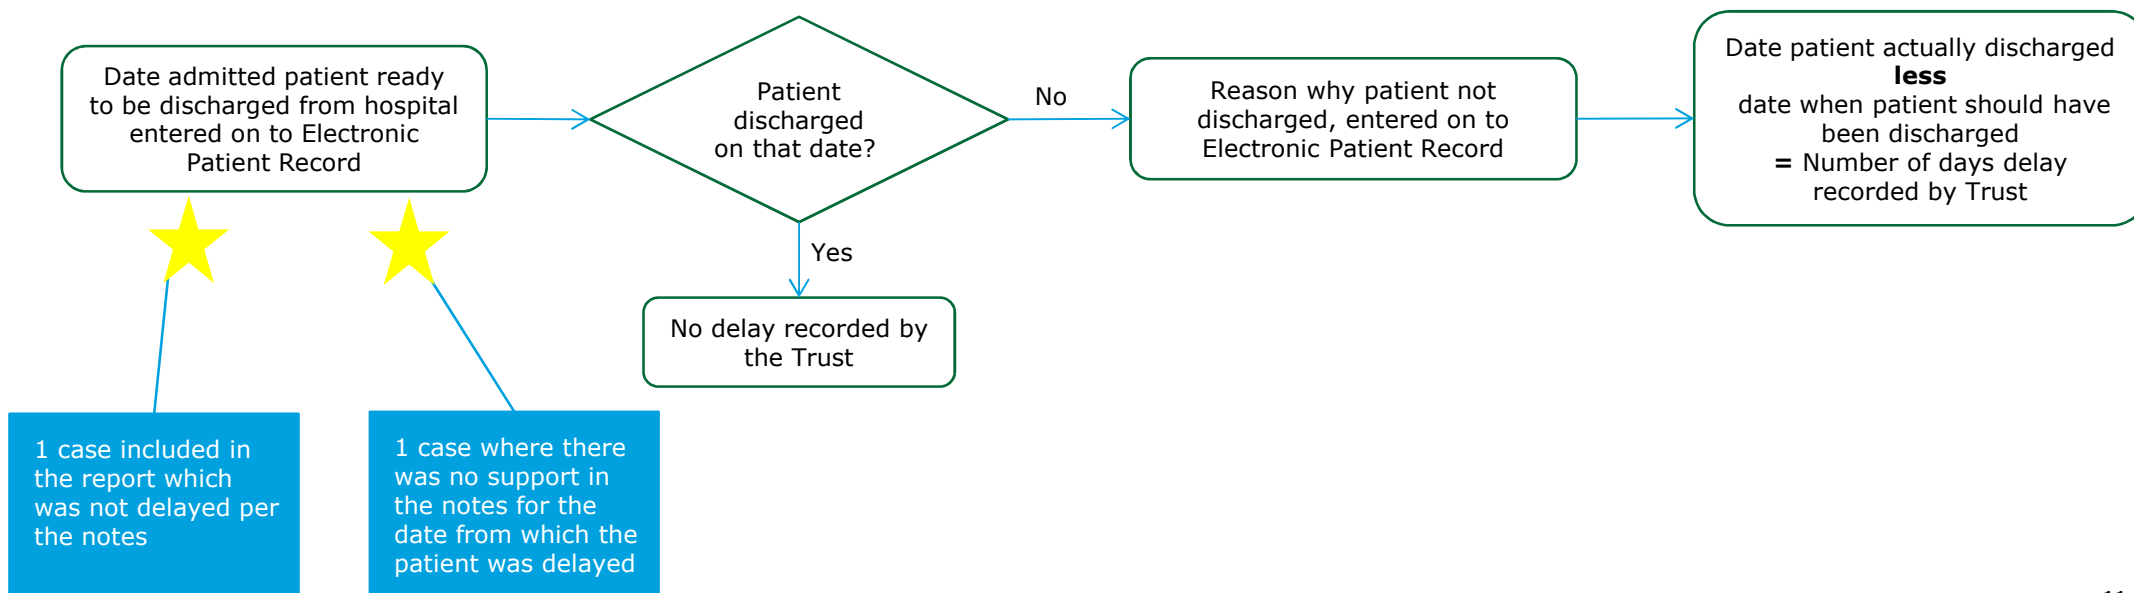 Date admitted patient ready
to be discharged from hospital
entered on to Electronic
Patient Record
Patient
discharged
on that date?
No
Reason why patient not
discharged, entered on to
Electronic Patient Record
Date patient actually discharged
less
date when patient should have
been discharged
= Number of days delay
recorded by Trust
Yes
No delay recorded by
the Trust
1 case included in
the report which
was not delayed per
the notes
1 case where there
was no support in
the notes for the
date from which the
patient was delayed